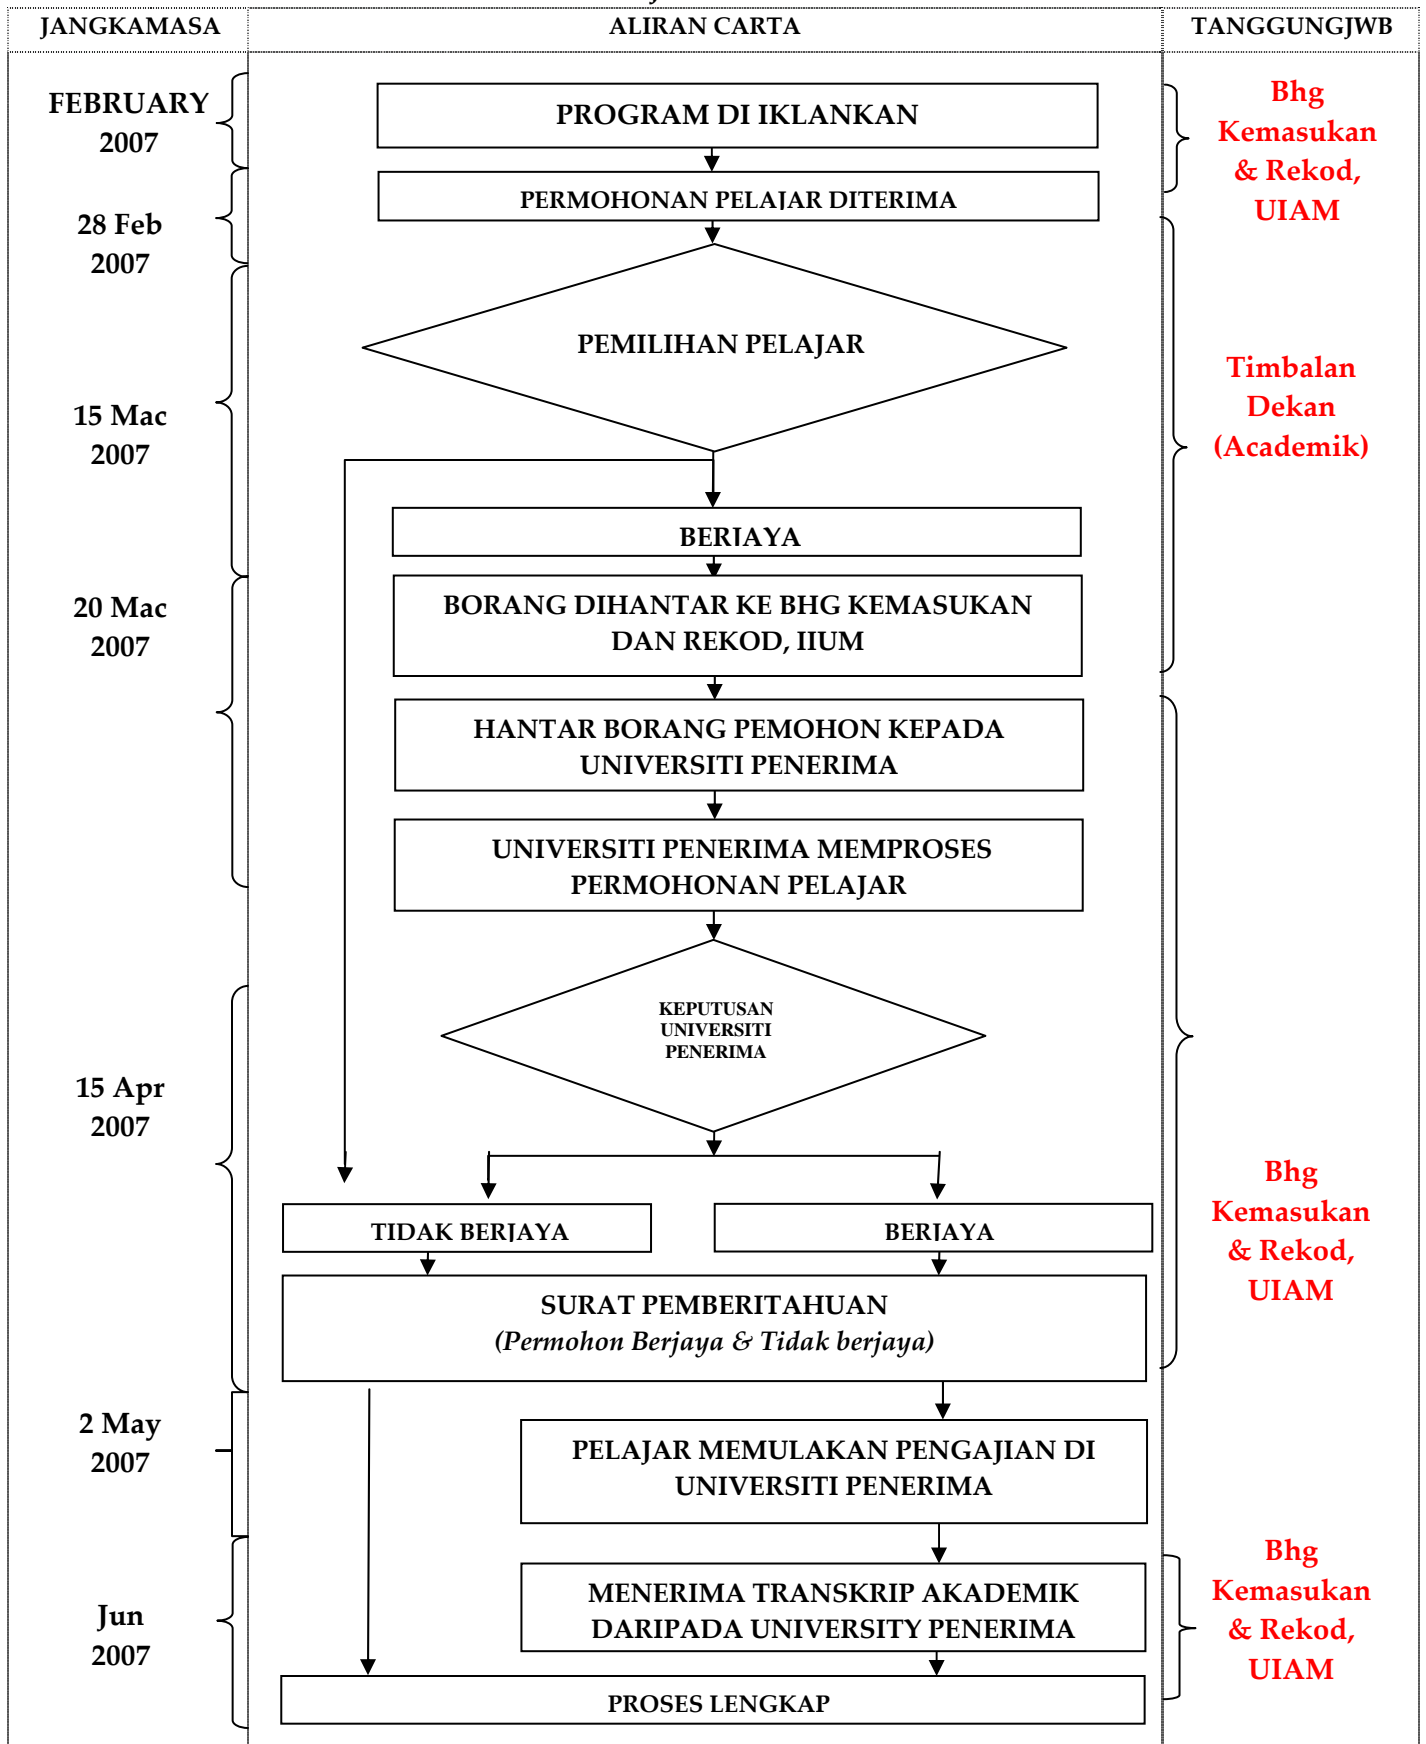 JANGKAMASA
ALIRAN CARTA
TANGGUNGJWB
FEBRUARY
2007
PROGRAM DI IKLANKAN
Bhg
Kemasukan
& Rekod,
UIAM
28 Feb
2007
PERMOHONAN PELAJAR DITERIMA
PEMILIHAN PELAJAR
Timbalan
Dekan
(Academik)
15 Mac
2007
BERJAYA
20 Mac
2007
BORANG DIHANTAR KE BHG KEMASUKAN
DAN REKOD, IIUM
HANTAR BORANG PEMOHON KEPADA
UNIVERSITI PENERIMA
UNIVERSITI PENERIMA MEMPROSES
PERMOHONAN PELAJAR
KEPUTUSAN
UNIVERSITI
PENERIMA
15 Apr
2007
Bhg
Kemasukan
& Rekod,
UIAM
TIDAK BERJAYA
BERJAYA
SURAT PEMBERITAHUAN
(Permohon Berjaya & Tidak berjaya)
2 May
2007
PELAJAR MEMULAKAN PENGAJIAN DI
UNIVERSITI PENERIMA
Jun
2007
MENERIMA TRANSKRIP AKADEMIK
DARIPADA UNIVERSITY PENERIMA
Bhg
Kemasukan
& Rekod,
UIAM
PROSES LENGKAP